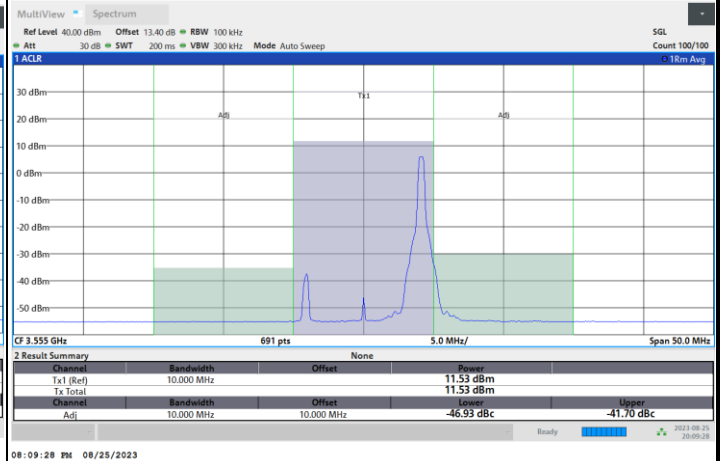 MultiView Spectrum
Ref Level 40.00 dBm Offset 13.40 dB RBW 100 kHz SGL
Att 30 dB SWT 200 ms VBW 300 kHz Mode Auto Sweep Count 100/100
1 ACLR 1Rm Avg
30 dBm
Tx1
20 dBm
Adj Adj
10 dBm
0 dBm
-10 dBm
-20 dBm
-30 dBm
-40 dBm
-50 dBm
CF 3.555 GHz 691 pts 5.0 MHz/ Span 50.0 MHz
2 Result Summary None
Channel Bandwidth Offset Power
Tx1 (Ref) 10.000 MHz 11.53 dBm
Tx Total 11.53 dBm
Channel Bandwidth Offset Lower Upper
Adj 10.000 MHz 10.000 MHz -46.93 dBc -41.70 dBc
Ready 2023-08-25
20:09:28
08:09:28 PM 08/25/2023